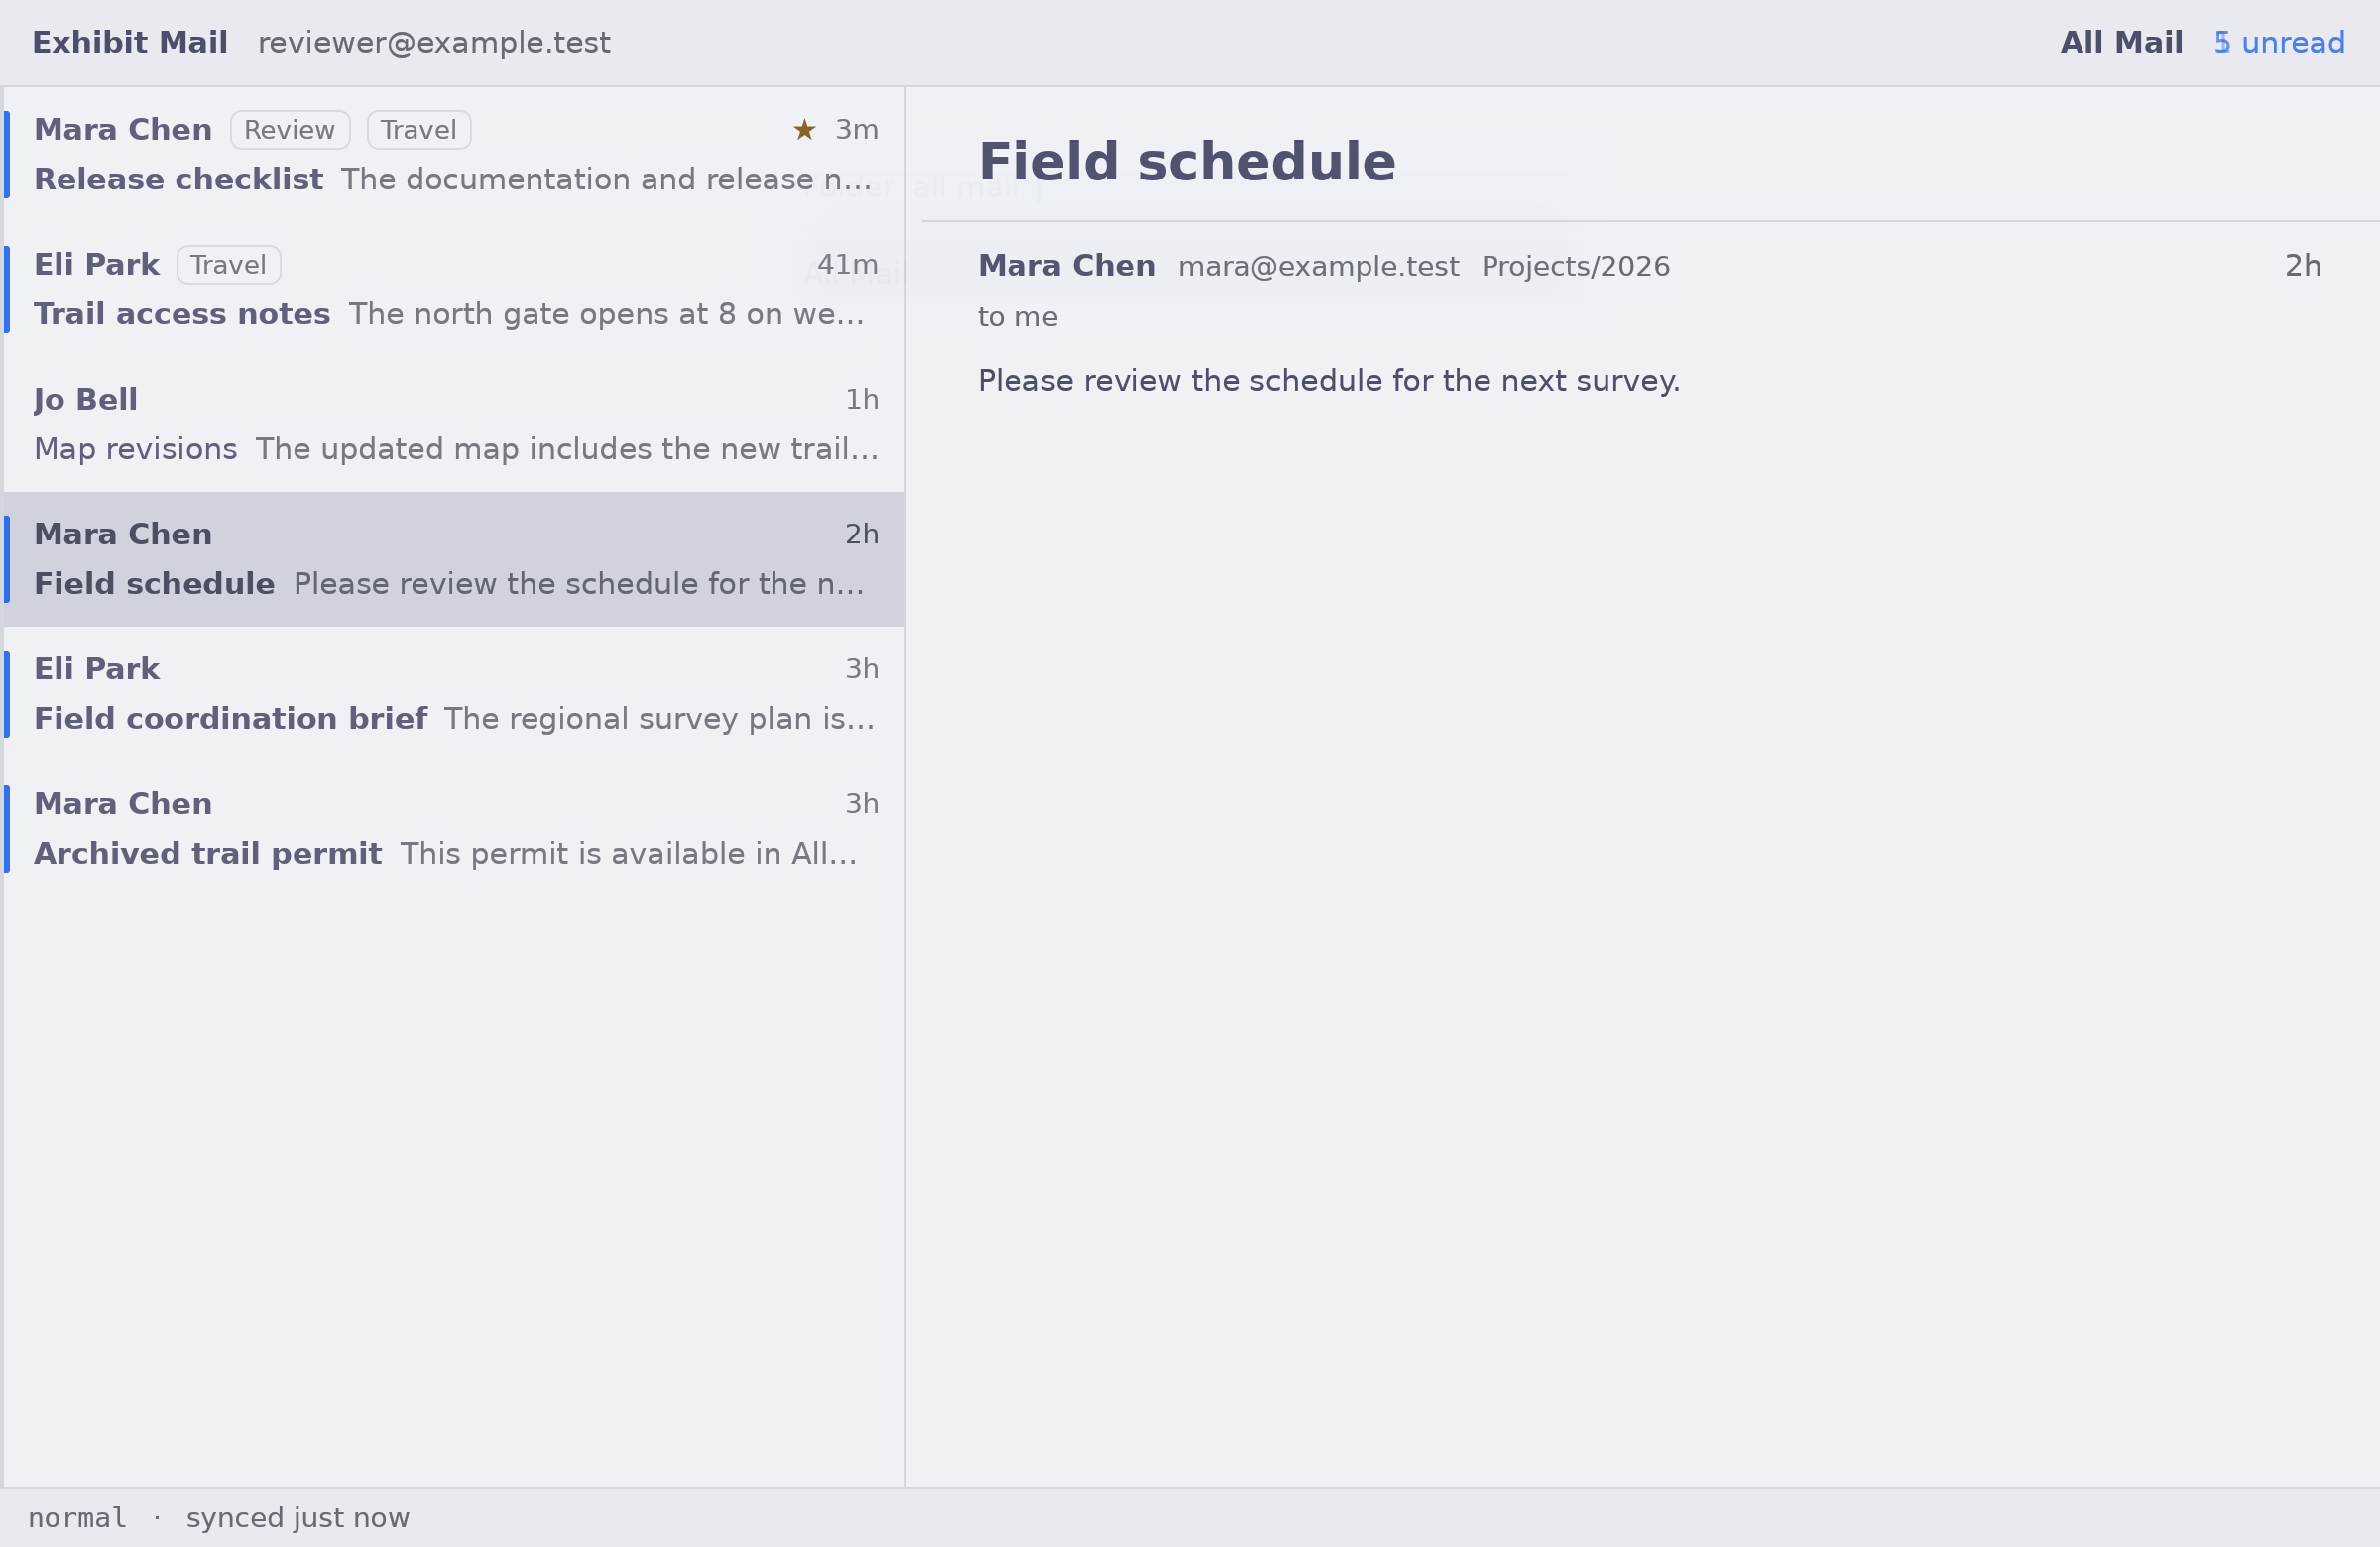 Exhibit Mail reviewer@example.test All Mail unread
Mara Chen Review Travel ★ 3m
Release checklist The documentation and release n…
Eli Park Travel 41m
Trail access notes The north gate opens at 8 on we…
Jo Bell 1h
Map revisions The updated map includes the new trail…
Mara Chen 2h
Field schedule Please review the schedule for the n…
Eli Park 3h
Field coordination brief The regional survey plan is…
Mara Chen 3h
Archived trail permit This permit is available in All…
Field schedule
all mail
All Mail
Mara Chen mara@example.test Projects/2026 2h
to me
Please review the schedule for the next survey.
normal · synced just now